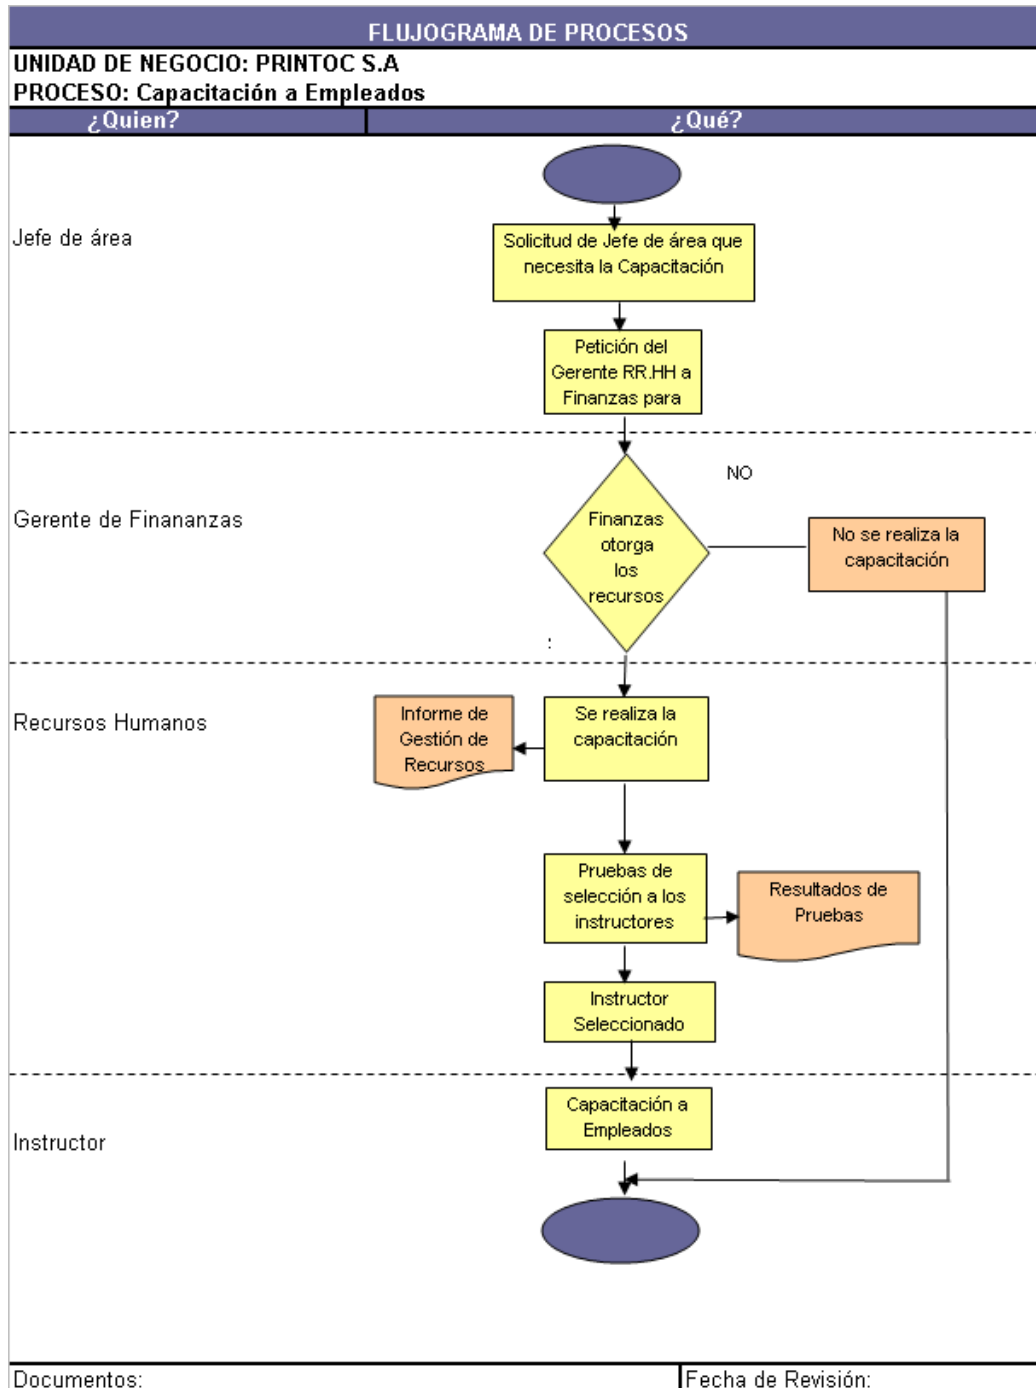 FLUJOGRAMA DE PROCESOS
UNIDAD DE NEGOCIO: PRINTOC S.A
PROCESO: Capacitación a Empleados
¿Quien?
¿Qué?
Jefe de área
Solicitud de Jefe de área que
necesita la Capacitación
Petición del
Gerente RR.HH a
Finanzas para
NO
Gerente de Finananzas
Finanzas
otorga
los
recursos
No se realiza la
capacitación
:
Recursos Humanos
Informe de
Gestión de
Recursos
Se realiza la
capacitación
Pruebas de
selección a los
instructores
Resultados de
Pruebas
Instructor
Seleccionado
Capacitación a
Empleados
Instructor
Documentos:
Fecha de Revisión: